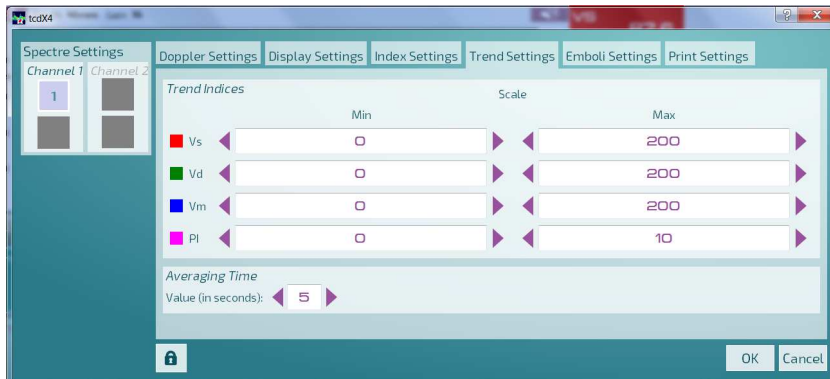 tcdX4
Spectre Settings
Channel 1 Channel 2
1
Doppler Settings Display Settings Index Settings Trend Settings Emboli Settings Print Settings
Trend Indices
Scale
Min Max
Vs 0 200
Vd 0 200
Vm 0 200
PI 0 10
Averaging Time
Value (in seconds): 5
OK Cancel